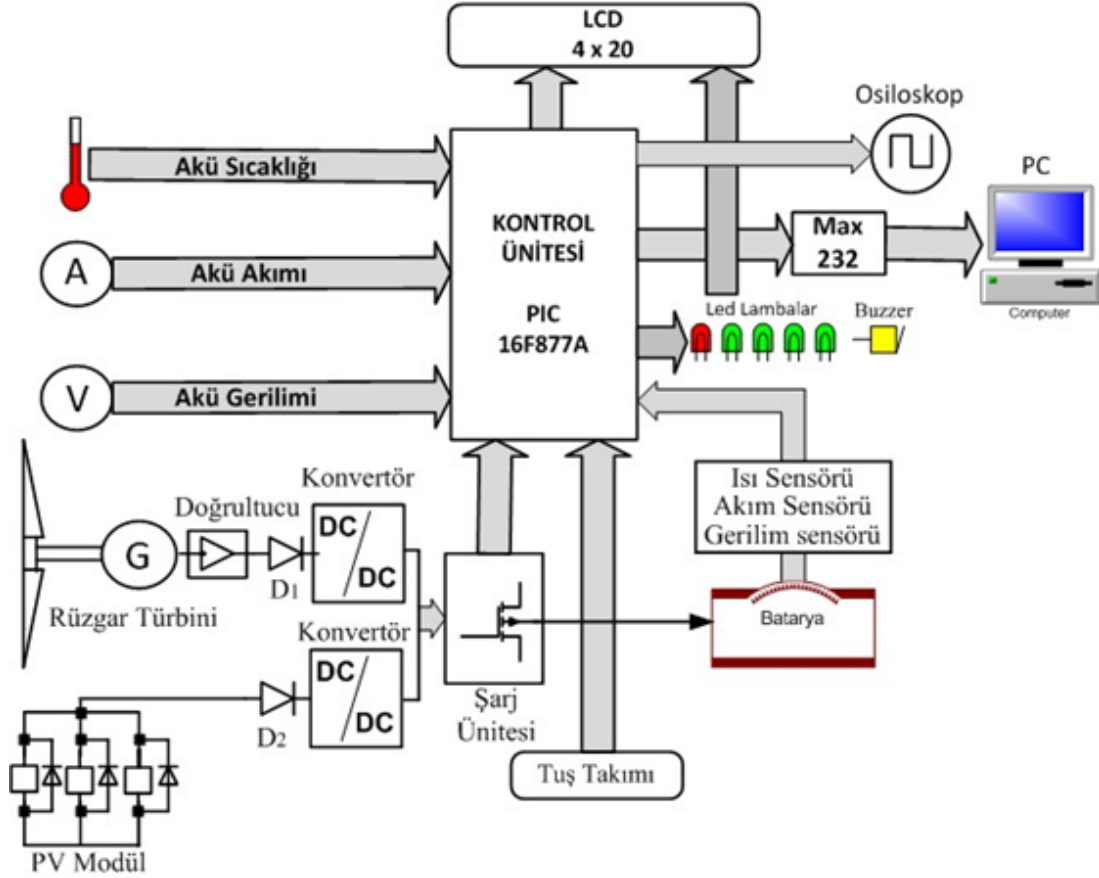 LCD
4 x 20
Osiloskop
Akü Sıcaklığı
PC
KONTROL
ÜNİTESİ
Max
232
A
Akü Akımı
Computer
PIC
16F877A
Led Lambalar
Buzzer
V
Akü Gerilimi
Isı Sensörü
Akım Sensörü
Gerilim sensörü
Konvertör
Doğrultucu
DC
DC
G
D1
Rüzgar Türbini
Batarya
Konvertör
DC
DC
D2
Şarj
Ünitesi
Tuş Takımı
PV Modül